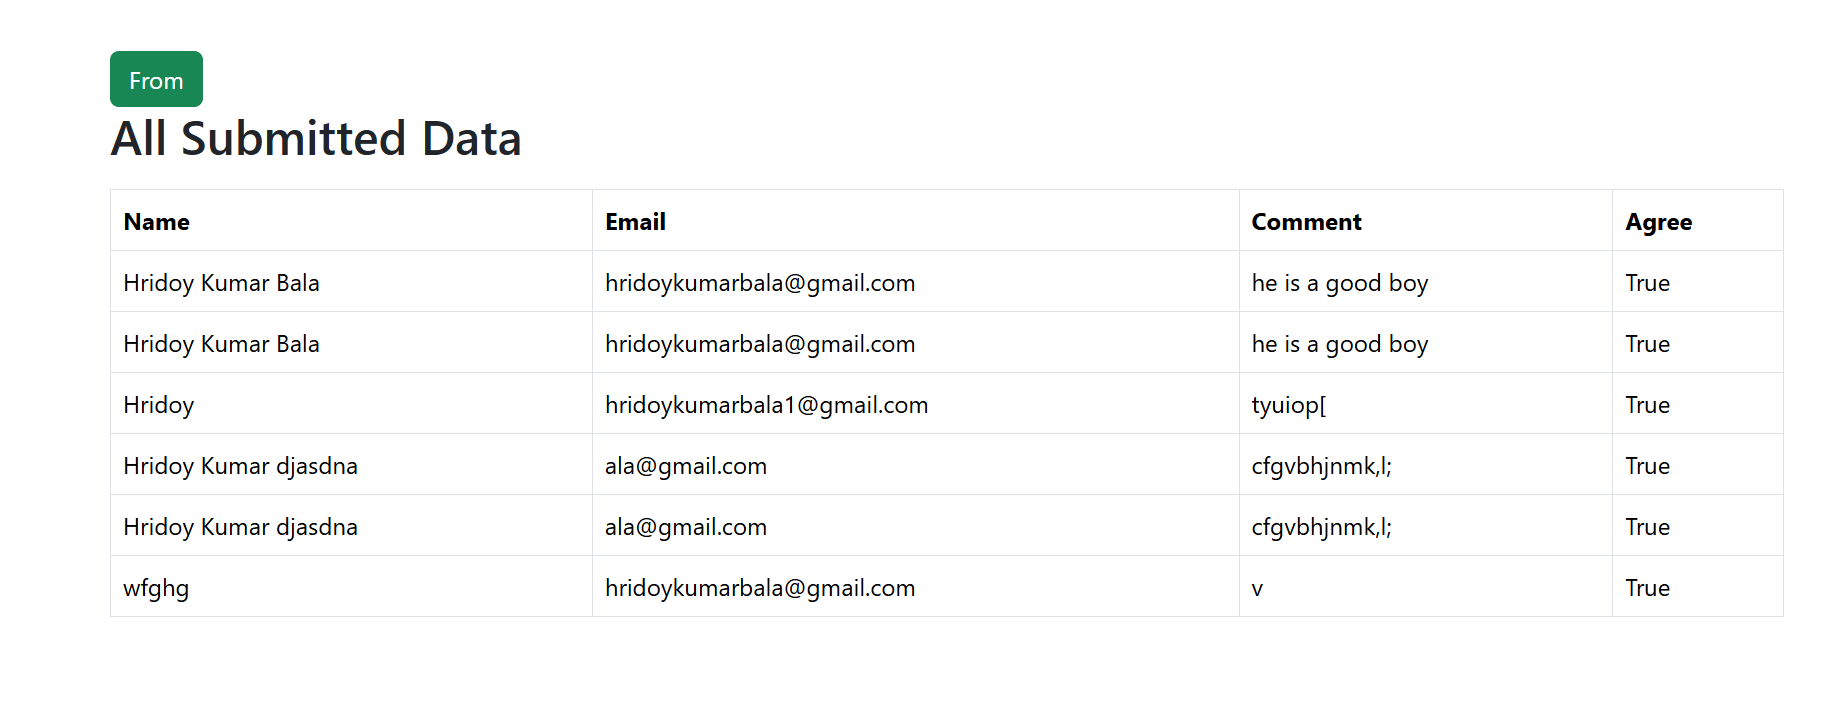 From
All Submitted Data
Name Email Comment Agree
Hridoy Kumar Bala hridoykumarbala@gmail.com he is a good boy True
Hridoy Kumar Bala hridoykumarbala@gmail.com he is a good boy True
Hridoy hridoykumarbala1@gmail.com tyuiop[ True
Hridoy Kumar djasdna ala@gmail.com cfgvbhjnmk,l; True
Hridoy Kumar djasdna ala@gmail.com cfgvbhjnmk,l; True
wfghg hridoykumarbala@gmail.com v True